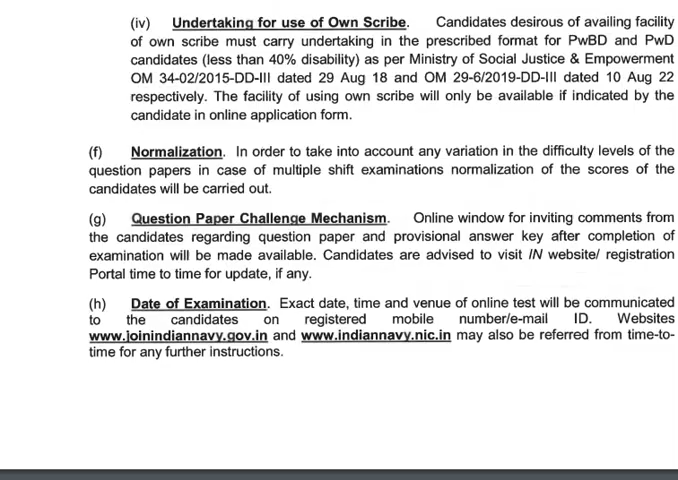 (iv) Undertaking for use of Own Scribe. Candidates desirous of availing facility
of own scribe must carry undertaking in the prescribed format for PwBD and PwD
candidates (less than 40% disability) as per Ministry of Social Justice & Empowerment
OM 34-02/2015-DD-III dated 29 Aug 18 and OM 29-6/2019-DD-III dated 10 Aug 22
respectively. The facility of using own scribe will only be available if indicated by the
candidate in online application form.
(f) Normalization. In order to take into account any variation in the difficulty levels of the
question papers in case of multiple shift examinations normalization of the scores of the
candidates will be carried out.
(g) Question Paper Challenge Mechanism. Online window for inviting comments from
the candidates regarding question paper and provisional answer key after completion of
examination will be made available. Candidates are advised to visit IN website/ registration
Portal time to time for update, if any.
(h) Date of Examination. Exact date, time and venue of online test will be communicated
to the candidates on registered mobile number/e-mail ID. Websites
www.joinindiannavy.gov.in and www.indiannavy.nic.in may also be referred from time-to-
time for any further instructions.